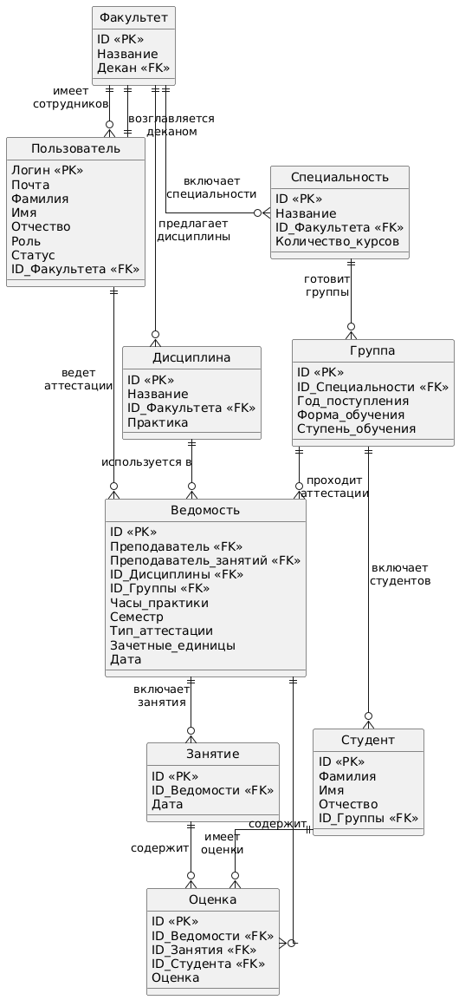 Факультет
ID «PK»
Название
Декан «FK»
имеет
сотрудников
возглавляется
деканом
Пользователь
Логин «PK»
Почта
Фамилия
Имя
Отчество
Роль
Статус
ID_Факультета «FK»
включает
специальности
предлагает
дисциплины
Специальность
ID «PK»
Название
ID_Факультета «FK»
Количество_курсов
готовит
группы
ведет
аттестации
Дисциплина
ID «PK»
Название
ID_Факультета «FK»
Практика
Группа
ID «PK»
ID_Специальности «FK»
Год_поступления
Форма_обучения
Ступень_обучения
используется в
проходит
аттестации
Ведомость
ID «PK»
Преподаватель «FK»
Преподаватель_занятий «FK»
ID_Дисциплины «FK»
ID_Группы «FK»
Часы_практики
Семестр
Тип_аттестации
Зачетные_единицы
Дата
включает
студентов
включает
занятия
Занятие
ID «PK»
ID_Ведомости «FK»
Дата
Студент
ID «PK»
Фамилия
Имя
Отчество
ID_Группы «FK»
содержит
содержит
имеет
оценки
Оценка
ID «PK»
ID_Ведомости «FK»
ID_Занятия «FK»
ID_Студента «FK»
Оценка